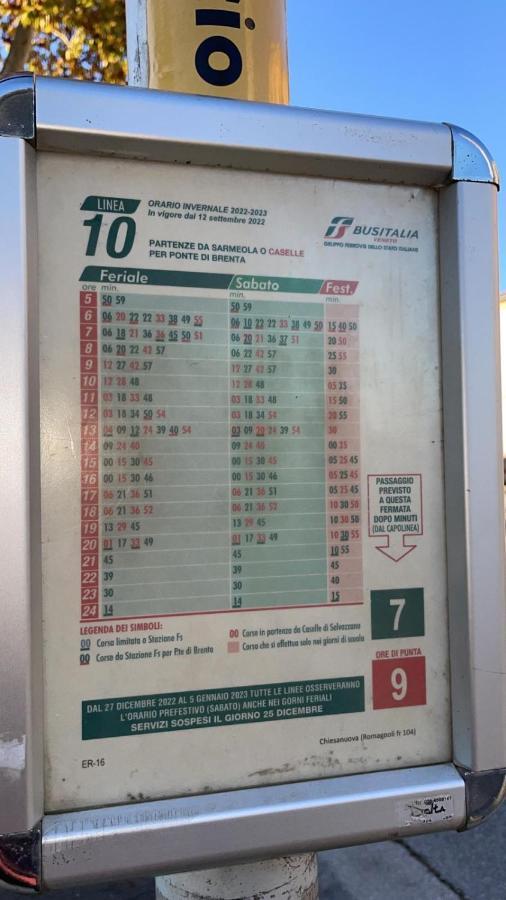 rio
LINEA
10
ORARIO INVERNALE 2022-2023
In vigore dal 12 settembre 2022
PARTENZE DA SARMEOLA O CASELLE
PER PONTE DI BRENTA
BUSITALIA
VENETO
GRUPPO FERROVIE DELLO STATO ITALIANE
Feriale Sabato Fest.
ore min. min. min.
5 50 59 50 59
6 06 20 22 22 33 38 49 55 06 10 22 22 33 38 49 50 15 40 50
7 06 18 21 36 36 45 50 51 06 20 21 36 37 51 20 50
8 06 20 22 42 57 06 22 42 57 25 55
9 12 27 42 57 12 27 42 57 30
10 12 28 48 12 28 48 05 35
11 03 18 33 48 03 18 33 48 15 50
12 03 18 34 50 54 03 18 34 54 20 55
13 04 09 12 24 39 40 54 03 09 20 24 39 54 30
14 09 24 40 09 24 40 00 35
15 00 15 30 45 00 15 30 45 05 25 45
16 00 15 30 46 00 15 30 46 05 25 45
17 06 21 36 51 06 21 36 51 05 25 45
18 06 21 36 52 06 21 36 52 10 30 50
19 13 29 45 13 29 45 10 30 50
20 01 17 33 49 01 17 33 49 10 30 55
21 45 45 10 55
22 39 39 45
23 30 30 40
24 14 14 15
PASSAGGIO
PREVISTO
A QUESTA
FERMATA
DOPO MINUTI
(DAL CAPOLINEA)
7
ORE DI PUNTA
9
LEGENDA DEI SIMBOLI:
00 Corsa limitata a Stazione Fs
00 Corse da Stazione Fs per P.te di Brenta
00 Corse in partenza da Caselle di Selvazzano
Corsa che si effettua solo nei giorni di scuola
DAL 27 DICEMBRE 2022 AL 5 GENNAIO 2023 TUTTE LE LINEE OSSERVERANNO
L'ORARIO PREFESTIVO (SABATO) ANCHE NEI GIORNI FERIALI
SERVIZI SOSPESI IL GIORNO 25 DICEMBRE
Chiesanuova (Romagnoli fr 104)
ER-16